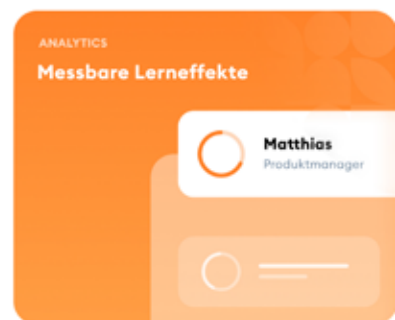 ANALYTICS
Messbare Lerneffekte
Matthias
Produktmanager